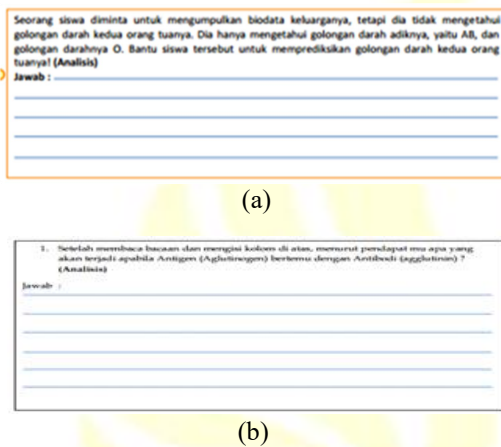 Seorang siswa diminta untuk mengumpulkan biodata keluarganya, tetapi dia tidak mengetahui
golongan darah kedua orang tuanya. Dia hanya mengetahui golongan darah adiknya, yaitu AB, dan
golongan darahnya O. Bantu siswa tersebut untuk memprediksikan golongan darah kedua orang
tuanya! (Analisis)
Jawab :
(a)
1. Setelah membaca bacaan dan mengisi kolom di atas, menurut pendapat mu apa yang
akan terjadi apabila Antigen (Aglutinogen) bertemu dengan Antibodi (agglutinin) ?
(Analisis)
Jawab :
(b)